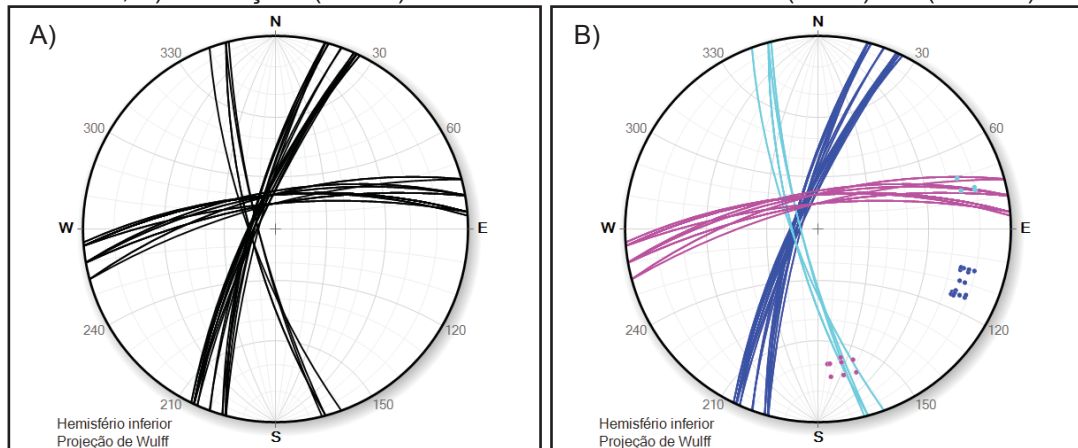 A)
N
30
60
E
120
150
S
210
240
W
300
330
Hemisfério inferior
Projeção de Wulff
B)
N
30
60
E
120
150
S
210
240
W
300
330
Hemisfério inferior
Projeção de Wulff